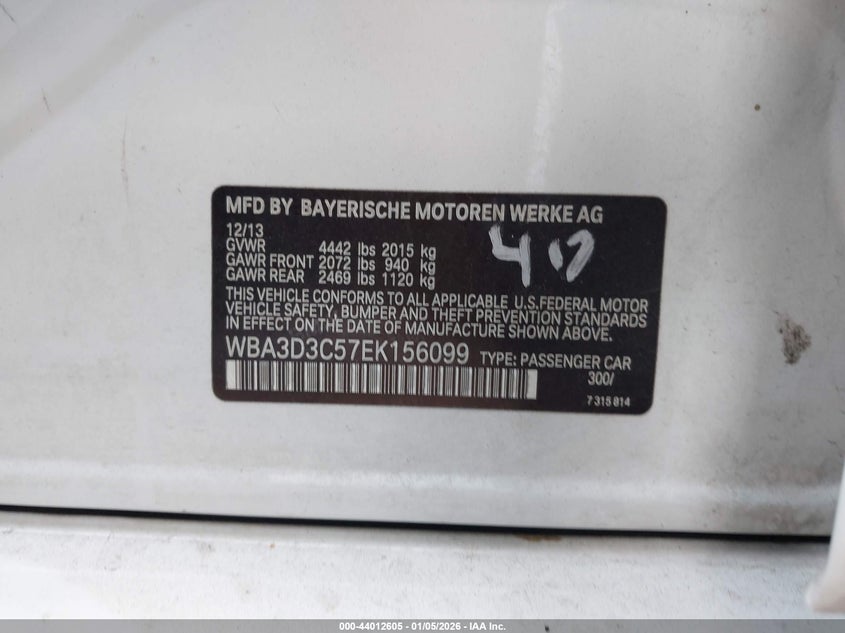 MFD BY BAYERISCHE MOTOREN WERKE AG
12/13
GVWR 4442 lbs 2015 kg
GAWR FRONT 2072 lbs 940 kg
GAWR REAR 2469 lbs 1120 kg
THIS VEHICLE CONFORMS TO ALL APPLICABLE U.S.FEDERAL MOTOR
VEHICLE SAFETY, BUMPER AND THEFT PREVENTION STANDARDS
IN EFFECT ON THE DATE OF MANUFACTURE SHOWN ABOVE.
WBA3D3C57EK156099 TYPE: PASSENGER CAR
300/
7 315 814
000-44012605 - 01/05/2026 - IAA Inc.